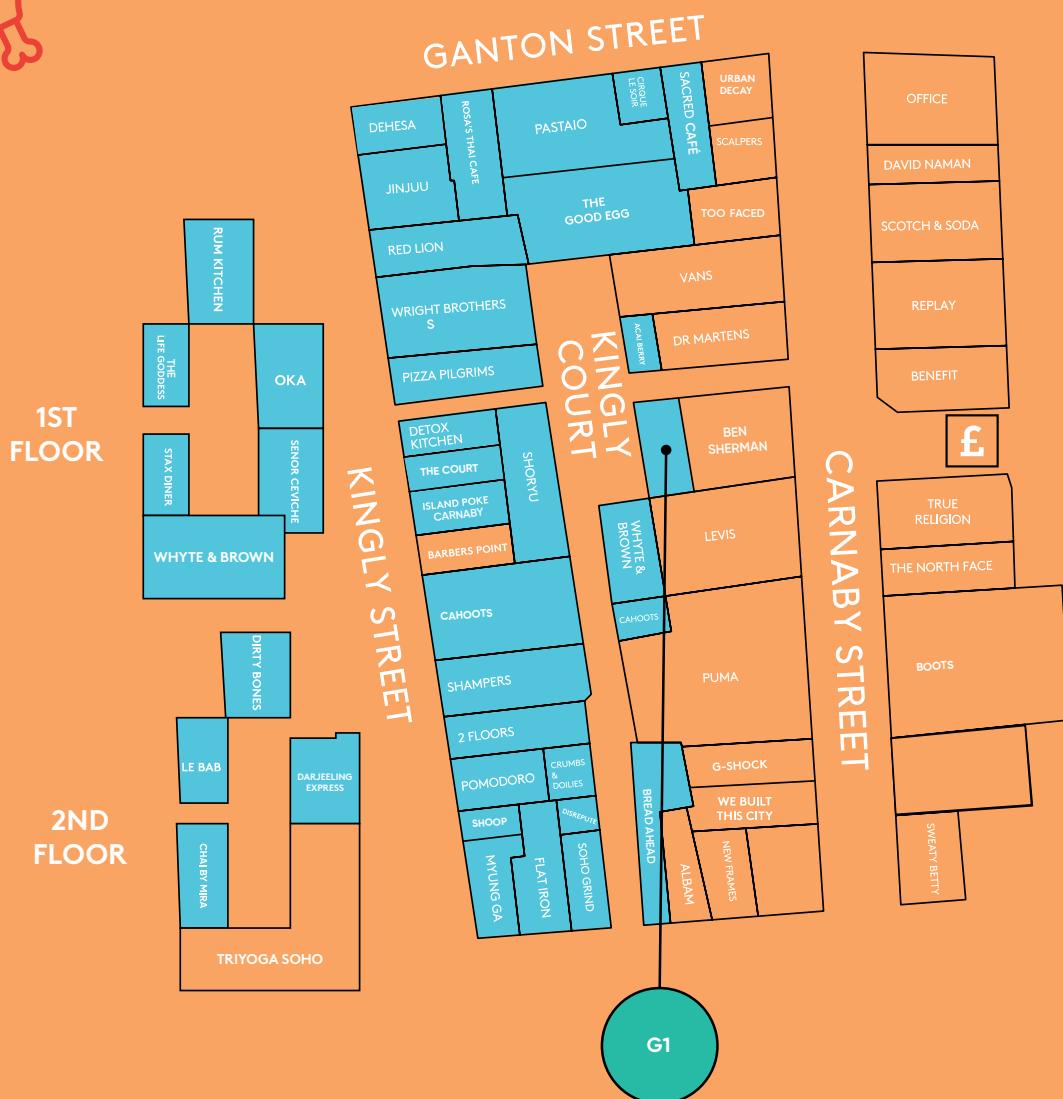 GANTON STREET
DEHESA
ROSA'S THAI CAFE
PASTAIO
CIRQUE
LE SOIR
SACRED CAFÉ
URBAN
DECAY
SCALPERS
JINJUU
THE
GOOD EGG
TOO FACED
RED LION
VANS
WRIGHT BROTHERS
S
ACAI BERRY
DR MARTENS
PIZZA PILGRIMS
KINGLY
COURT
OFFICE
DAVID NAMAN
SCOTCH & SODA
REPLAY
BENEFIT
£
1ST
FLOOR
RUM KITCHEN
THE
LIFE GODDESS
OKA
STAX DINER
SENOR CEVICHE
WHYTE & BROWN
KINGLY STREET
DETOX
KITCHEN
THE COURT
ISLAND POKE
CARNABY
BARBERS POINT
SHORYU
CAHOOTS
SHAMPERS
2 FLOORS
POMODORO
CRUMBS
&
DOILIES
SHOOP
DISREPUTE
MYUNG GA
FLAT IRON
SOHO GRIND
BEN
SHERMAN
WHYTE &
BROWN
LEVIS
CAHOOTS
PUMA
G-SHOCK
WE BUILT
THIS CITY
BREAD AHEAD
ALBAM
NEW FRAMES
CARNABY STREET
TRUE
RELIGION
THE NORTH FACE
BOOTS
SWEATY BETTY
2ND
FLOOR
DIRTY BONES
LE BAB
DARJEELING
EXPRESS
CHAI BY MIRA
TRIYOGA SOHO
G1